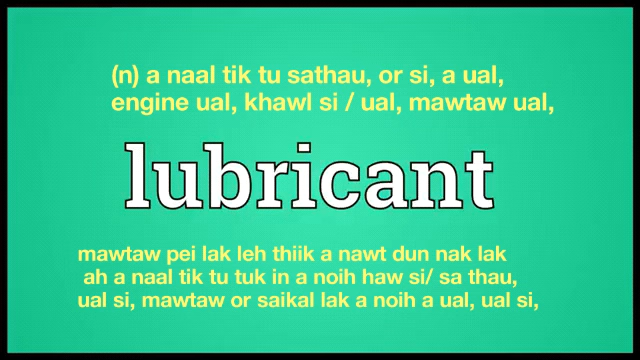 (n) a naal tik tu sathau, or si, a ual,
engine ual, khawl si / ual, mawtaw ual,
lubricant
mawtaw pei lak leh thiik a nawt dun nak lak
ah a naal tik tu tuk in a noih haw si/ sa thau,
ual si, mawtaw or saikal lak a noih a ual, ual si,